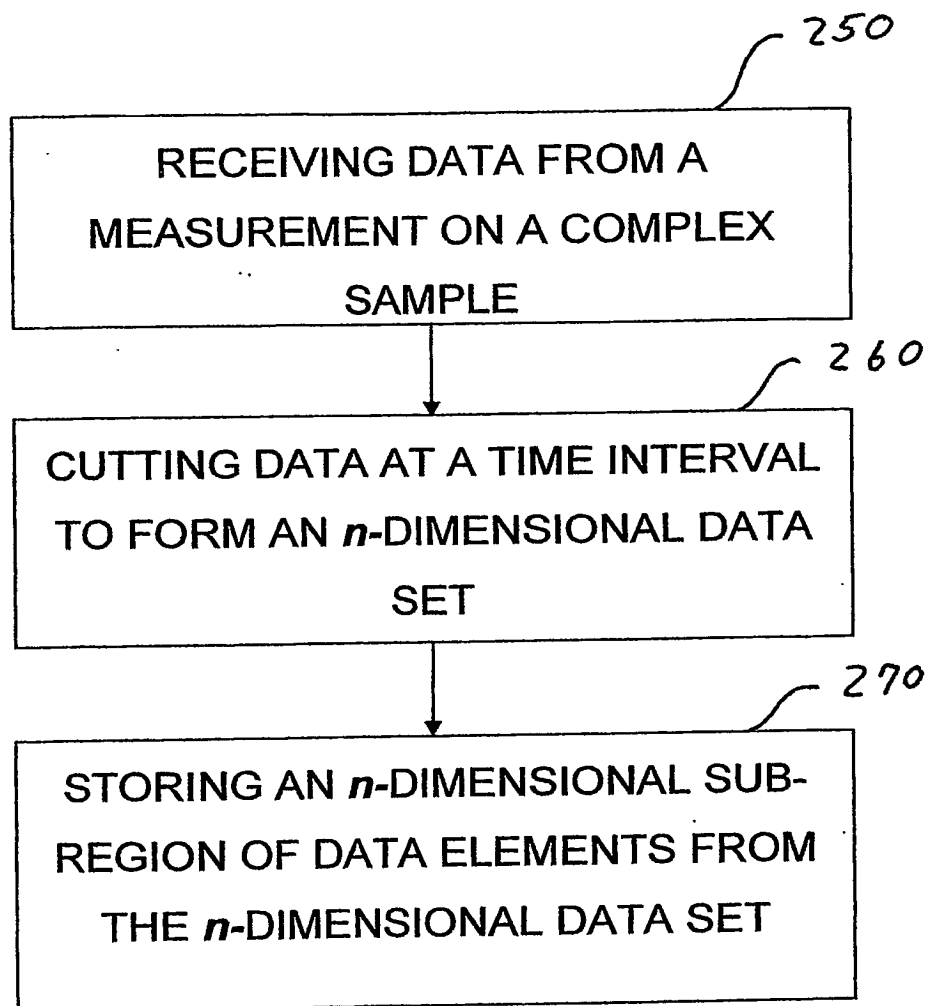 250
RECEIVING DATA FROM A
MEASUREMENT ON A COMPLEX
SAMPLE
260
CUTTING DATA AT A TIME INTERVAL
TO FORM AN n-DIMENSIONAL DATA
SET
270
STORING AN n-DIMENSIONAL SUB-
REGION OF DATA ELEMENTS FROM
THE n-DIMENSIONAL DATA SET